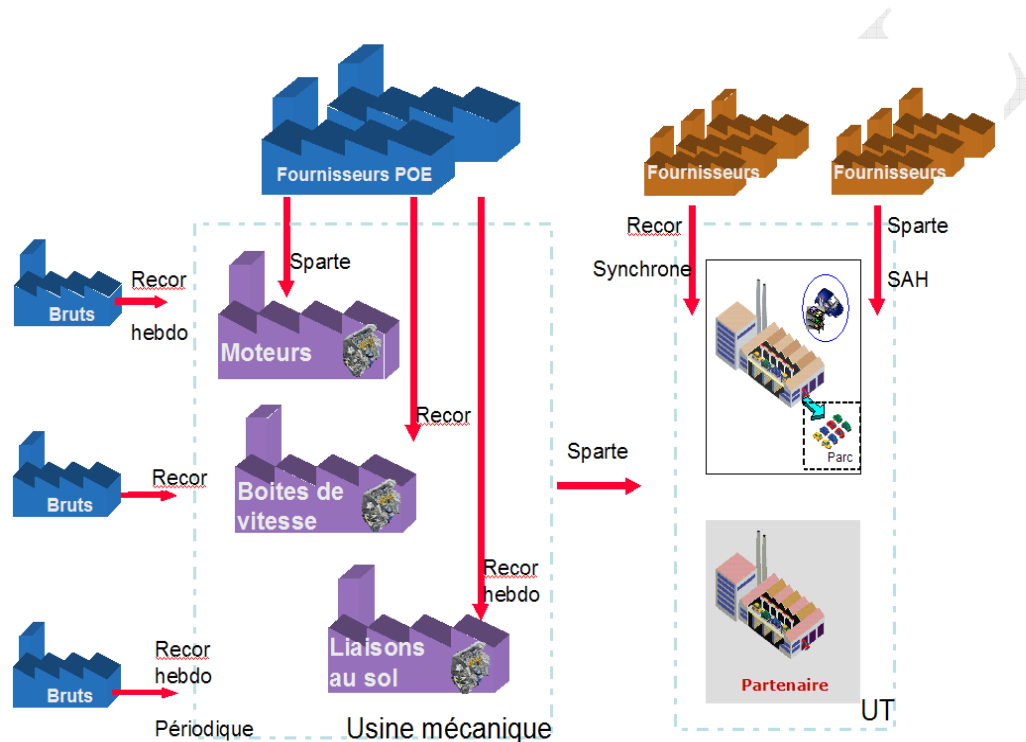 Fournisseurs POE
Fournisseurs
Fournisseurs
Recor
Synchrone
Sparte
SAH
Sparte
Bruts
Recor
hebdo
Moteurs
Recor
Bruts
Recor
Boites de
vitesse
Sparte
Parc
Recor
hebdo
Bruts
Recor
hebdo
Périodique
Liaisons
au sol
Usine mécanique
Partenaire
UT